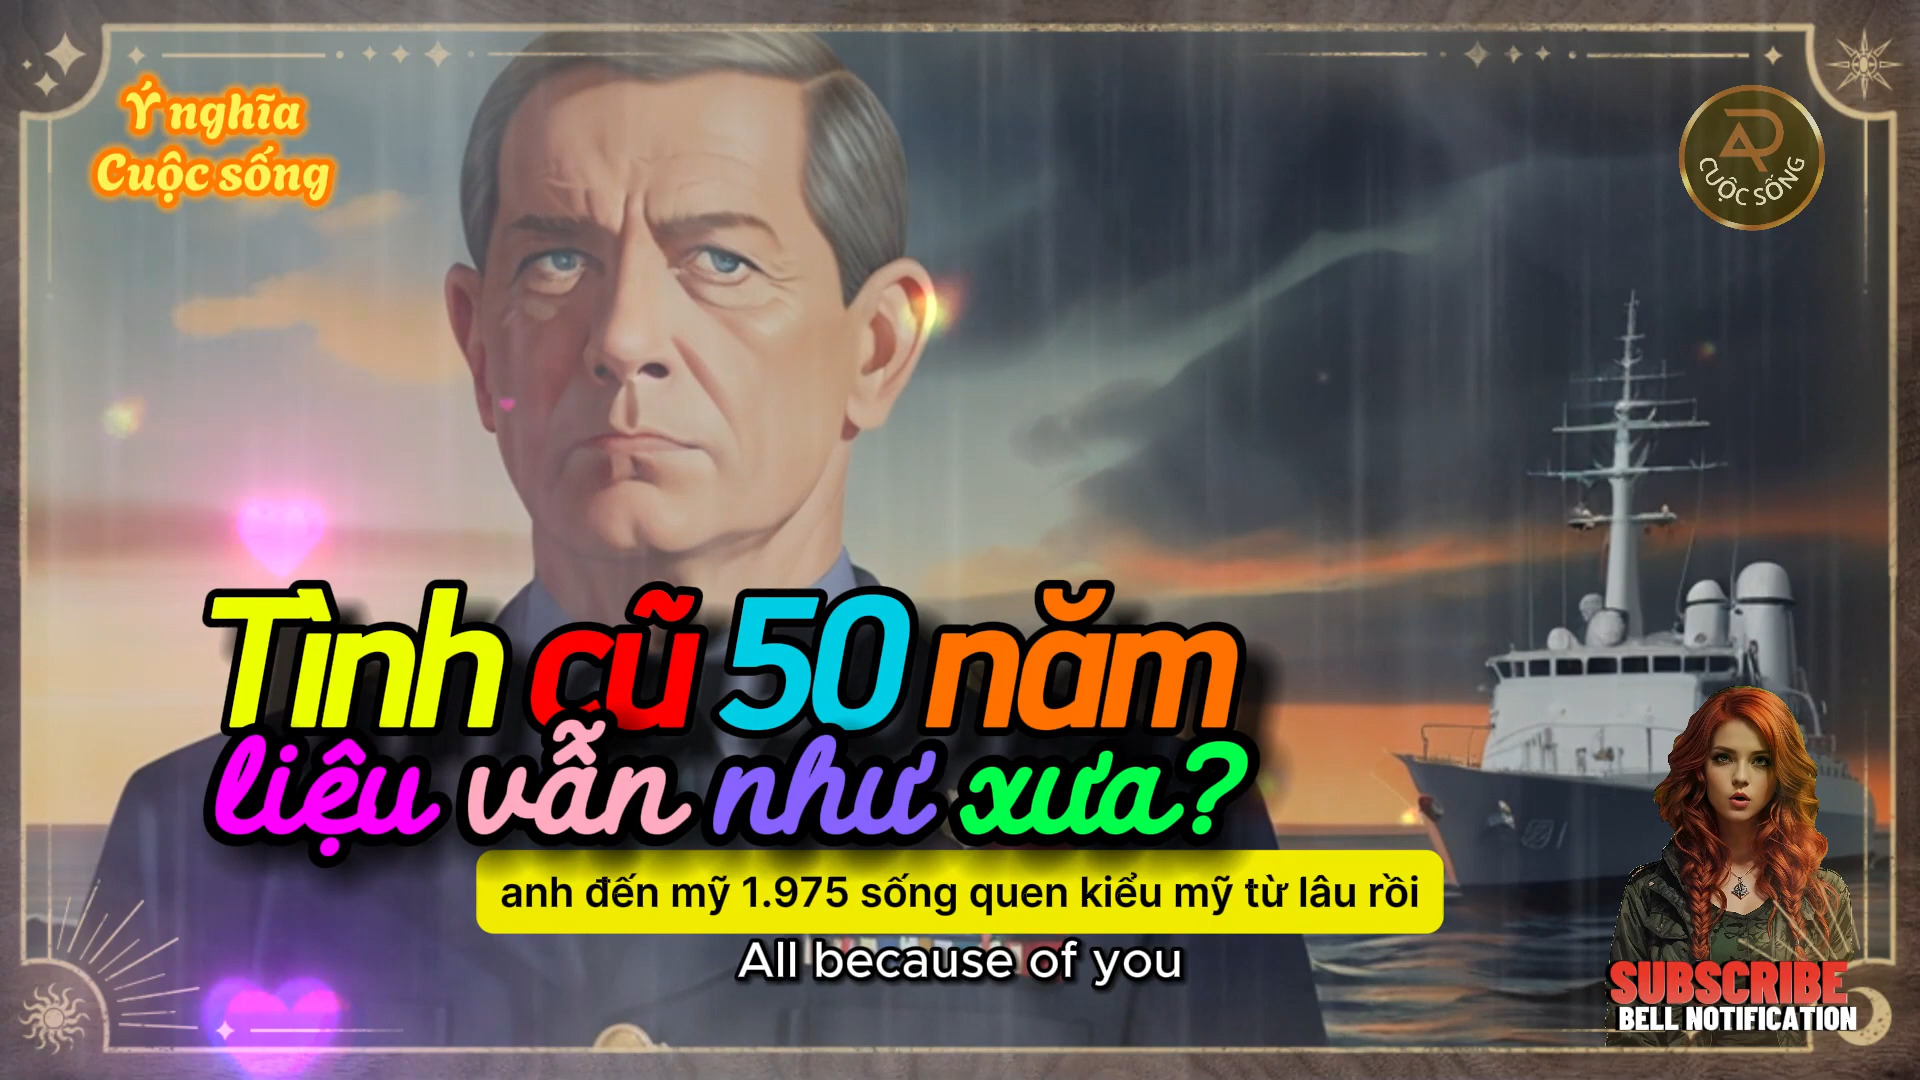 Ý nghĩa
Cuộc sống
CUỘC SỐNG
Tình cũ 50 năm
liệu vẫn như xưa?
anh đến mỹ 1.975 sống quen kiểu mỹ từ lâu rồi
All because of you
SUBSCRIBE
BELL NOTIFICATION